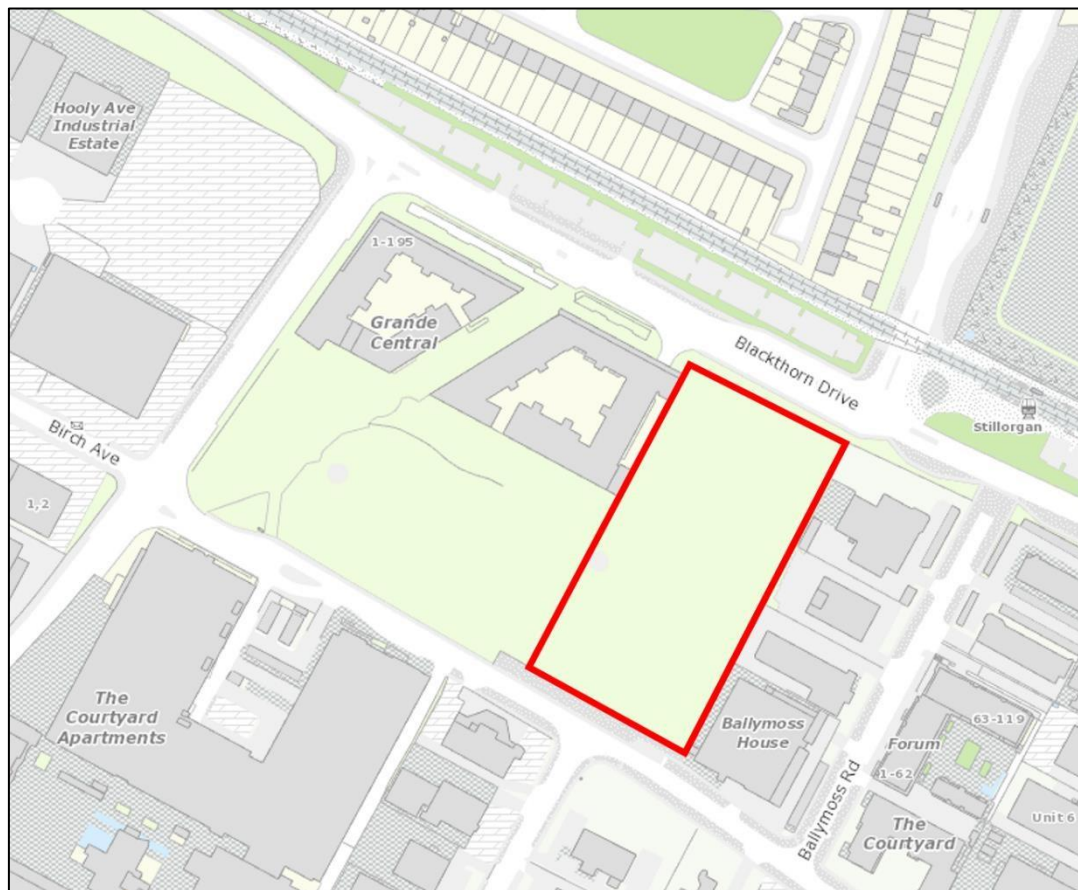 Hooly Ave
Industrial
Estate
1-195
Grande
Central
Blackthorn Drive
Stillorgan
Birch Ave
1,2
The
Courtyard
Apartments
Ballymoss
House
Ballymoss Rd
63-119
Forum
1-62
The
Courtyard
Unit 6